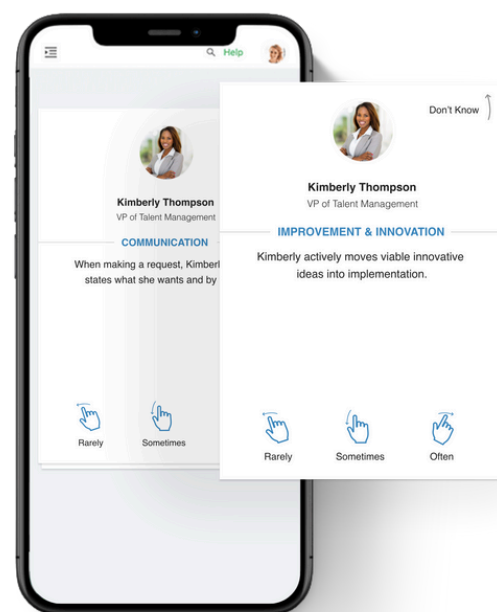 Help
Kimberly Thompson
VP of Talent Management
COMMUNICATION
When making a request, Kimberl
states what she wants and by
Rarely
Sometimes
Don't Know
Kimberly Thompson
VP of Talent Management
IMPROVEMENT & INNOVATION
Kimberly actively moves viable innovative
ideas into implementation.
Rarely
Sometimes
Often